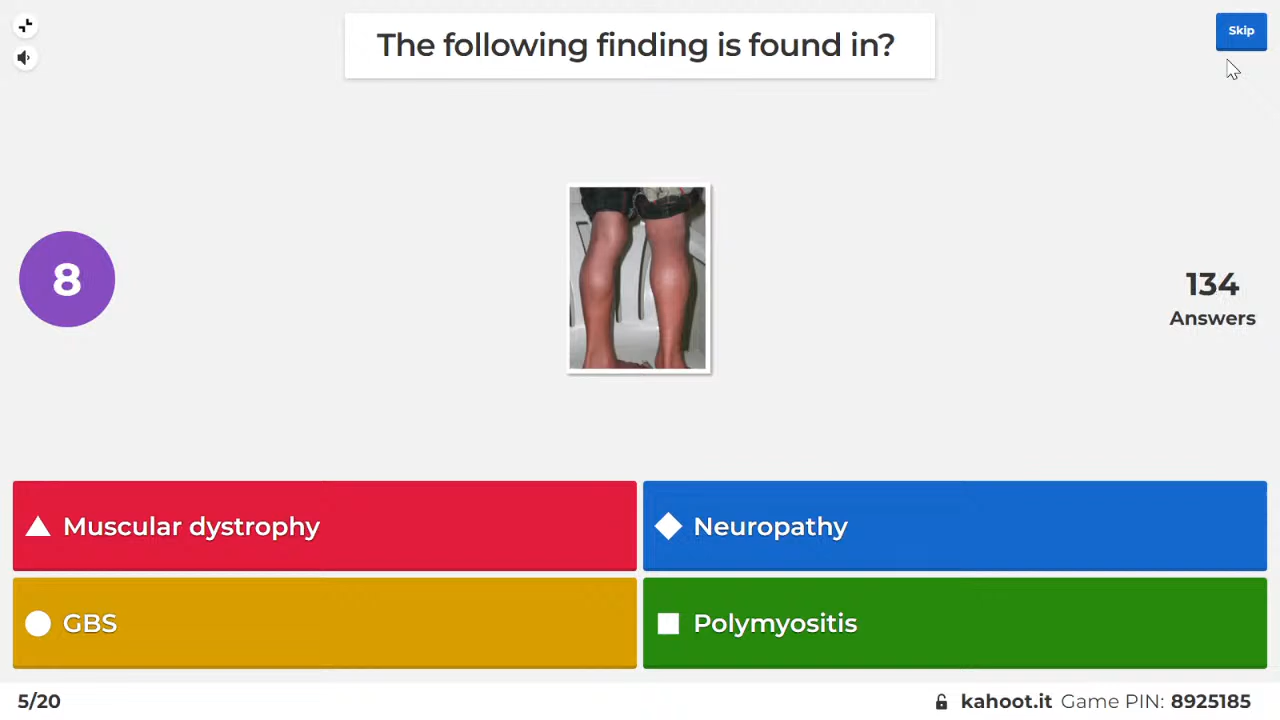 The following finding is found in?
Skip
8
134
Answers
Muscular dystrophy
Neuropathy
GBS
Polymyositis
5/20
kahoot.it Game PIN: 8925185